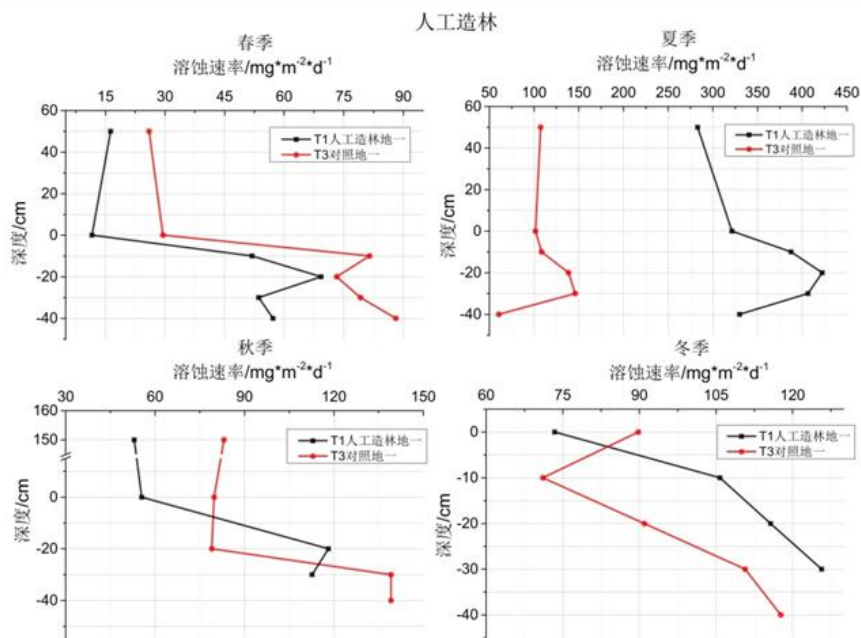 人工造林
春季
溶蚀速率/mg*m-2*d-1
15 30 45 60 75 90
60
40
20
0
-20
-40
深度/cm
T1人工造林地一
T3对照地一
夏季
溶蚀速率/mg*m-2*d-1
50 100 150 200 250 300 350 400 450
60
40
20
0
-20
-40
深度/cm
T1人工造林地一
T3对照地一
秋季
溶蚀速率/mg*m-2*d-1
30 60 90 120 150
160
150
0
-20
-40
深度/cm
T1人工造林地一
T3对照地一
冬季
溶蚀速率/mg*m-2*d-1
60 75 90 105 120
0
-10
-20
-30
-40
深度/cm
T1人工造林地一
T3对照地一